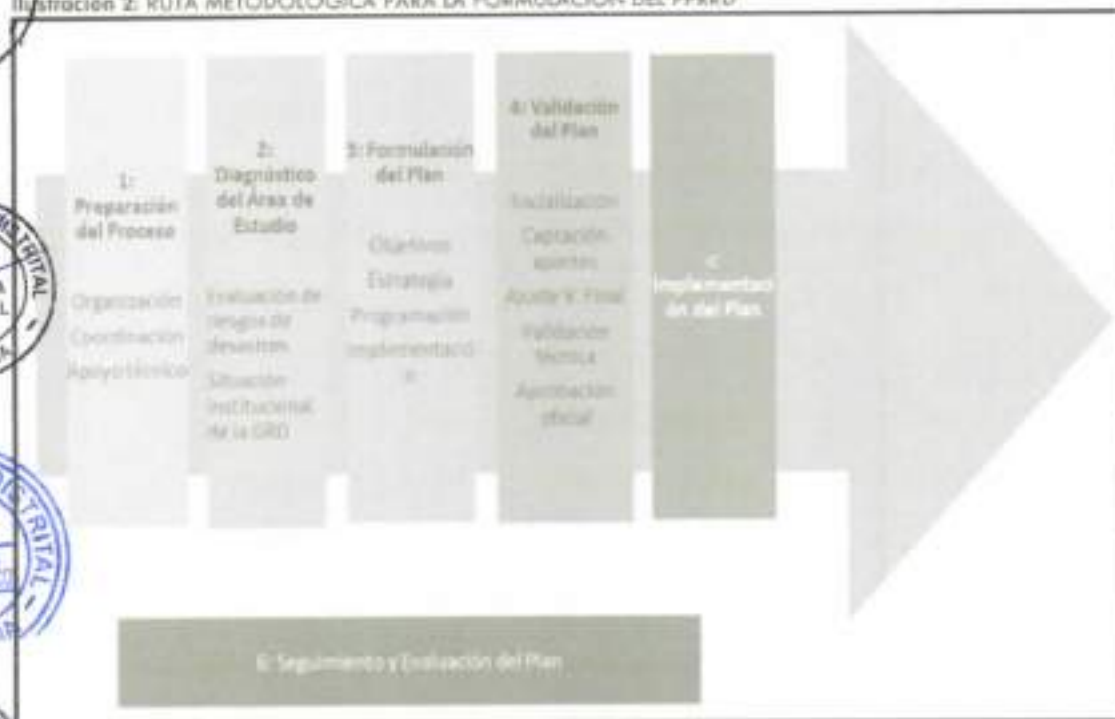 Ilustración 2: RUTA METODOLÓGICA PARA LA FORMULACIÓN DEL PPRRD
1:
Preparación
del Proceso
Organización
Coordinación
Apoyo técnico
2:
Diagnóstico
del Área de
Estudio
Evaluación de
riesgos de
desastres
Situación
institucional
de la GRD
3: Formulación
del Plan
Objetivos
Estrategia
Programación
Implementació
4: Validación
del Plan
Socialización
Captación
aportes
Ajuste V. Final
Validación
técnica
Aprobación
oficial
Implementaci
ón del Plan
6: Seguimiento y Evaluación del Plan
DISTRITAL
DISTRITAL